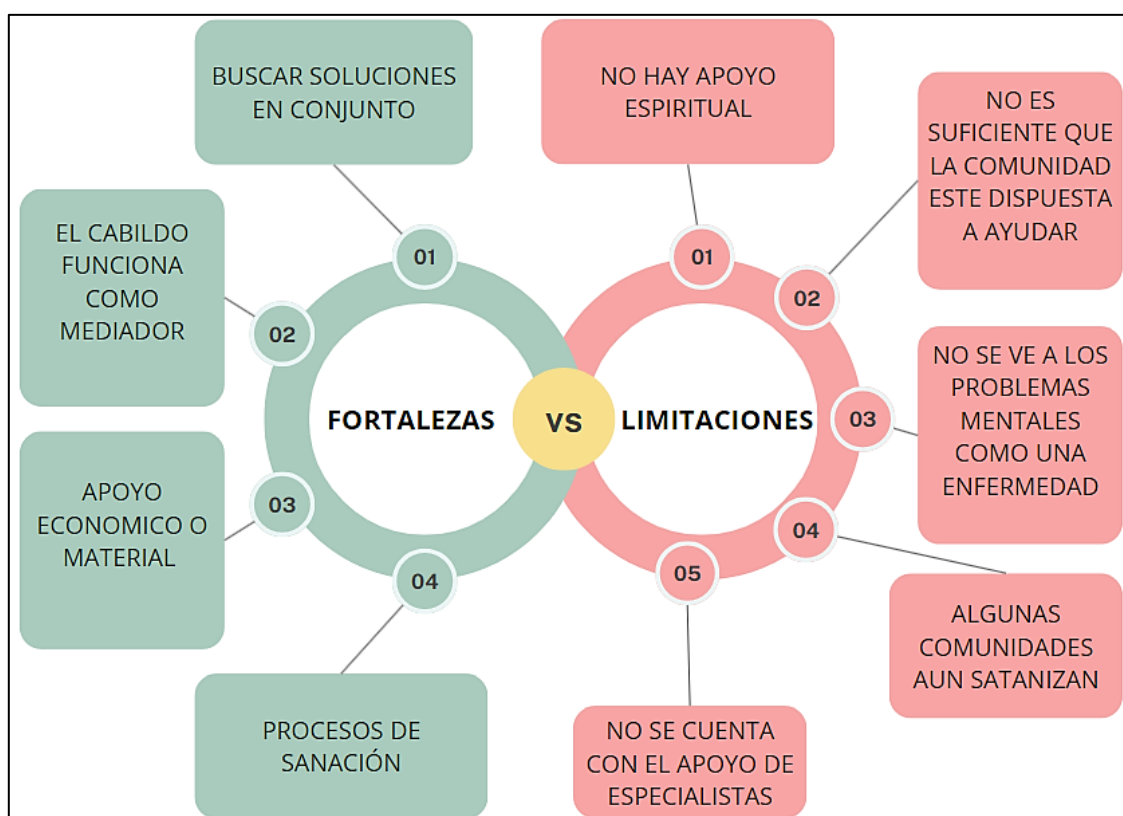 BUSCAR SOLUCIONES
EN CONJUNTO
01
EL CABILDO
FUNCIONA
COMO
MEDIADOR
02
APOYO
ECONOMICO O
MATERIAL
03
PROCESOS DE
SANACIÓN
04
FORTALEZAS
VS
LIMITACIONES
NO HAY APOYO
ESPIRITUAL
01
NO ES
SUFICIENTE QUE
LA COMUNIDAD
ESTE DISPUESTA
A AYUDAR
02
NO SE VE A LOS
PROBLEMAS
MENTALES
COMO UNA
ENFERMEDAD
03
ALGUNAS
COMUNIDADES
AUN SATANIZAN
04
NO SE CUENTA
CON EL APOYO DE
ESPECIALISTAS
05